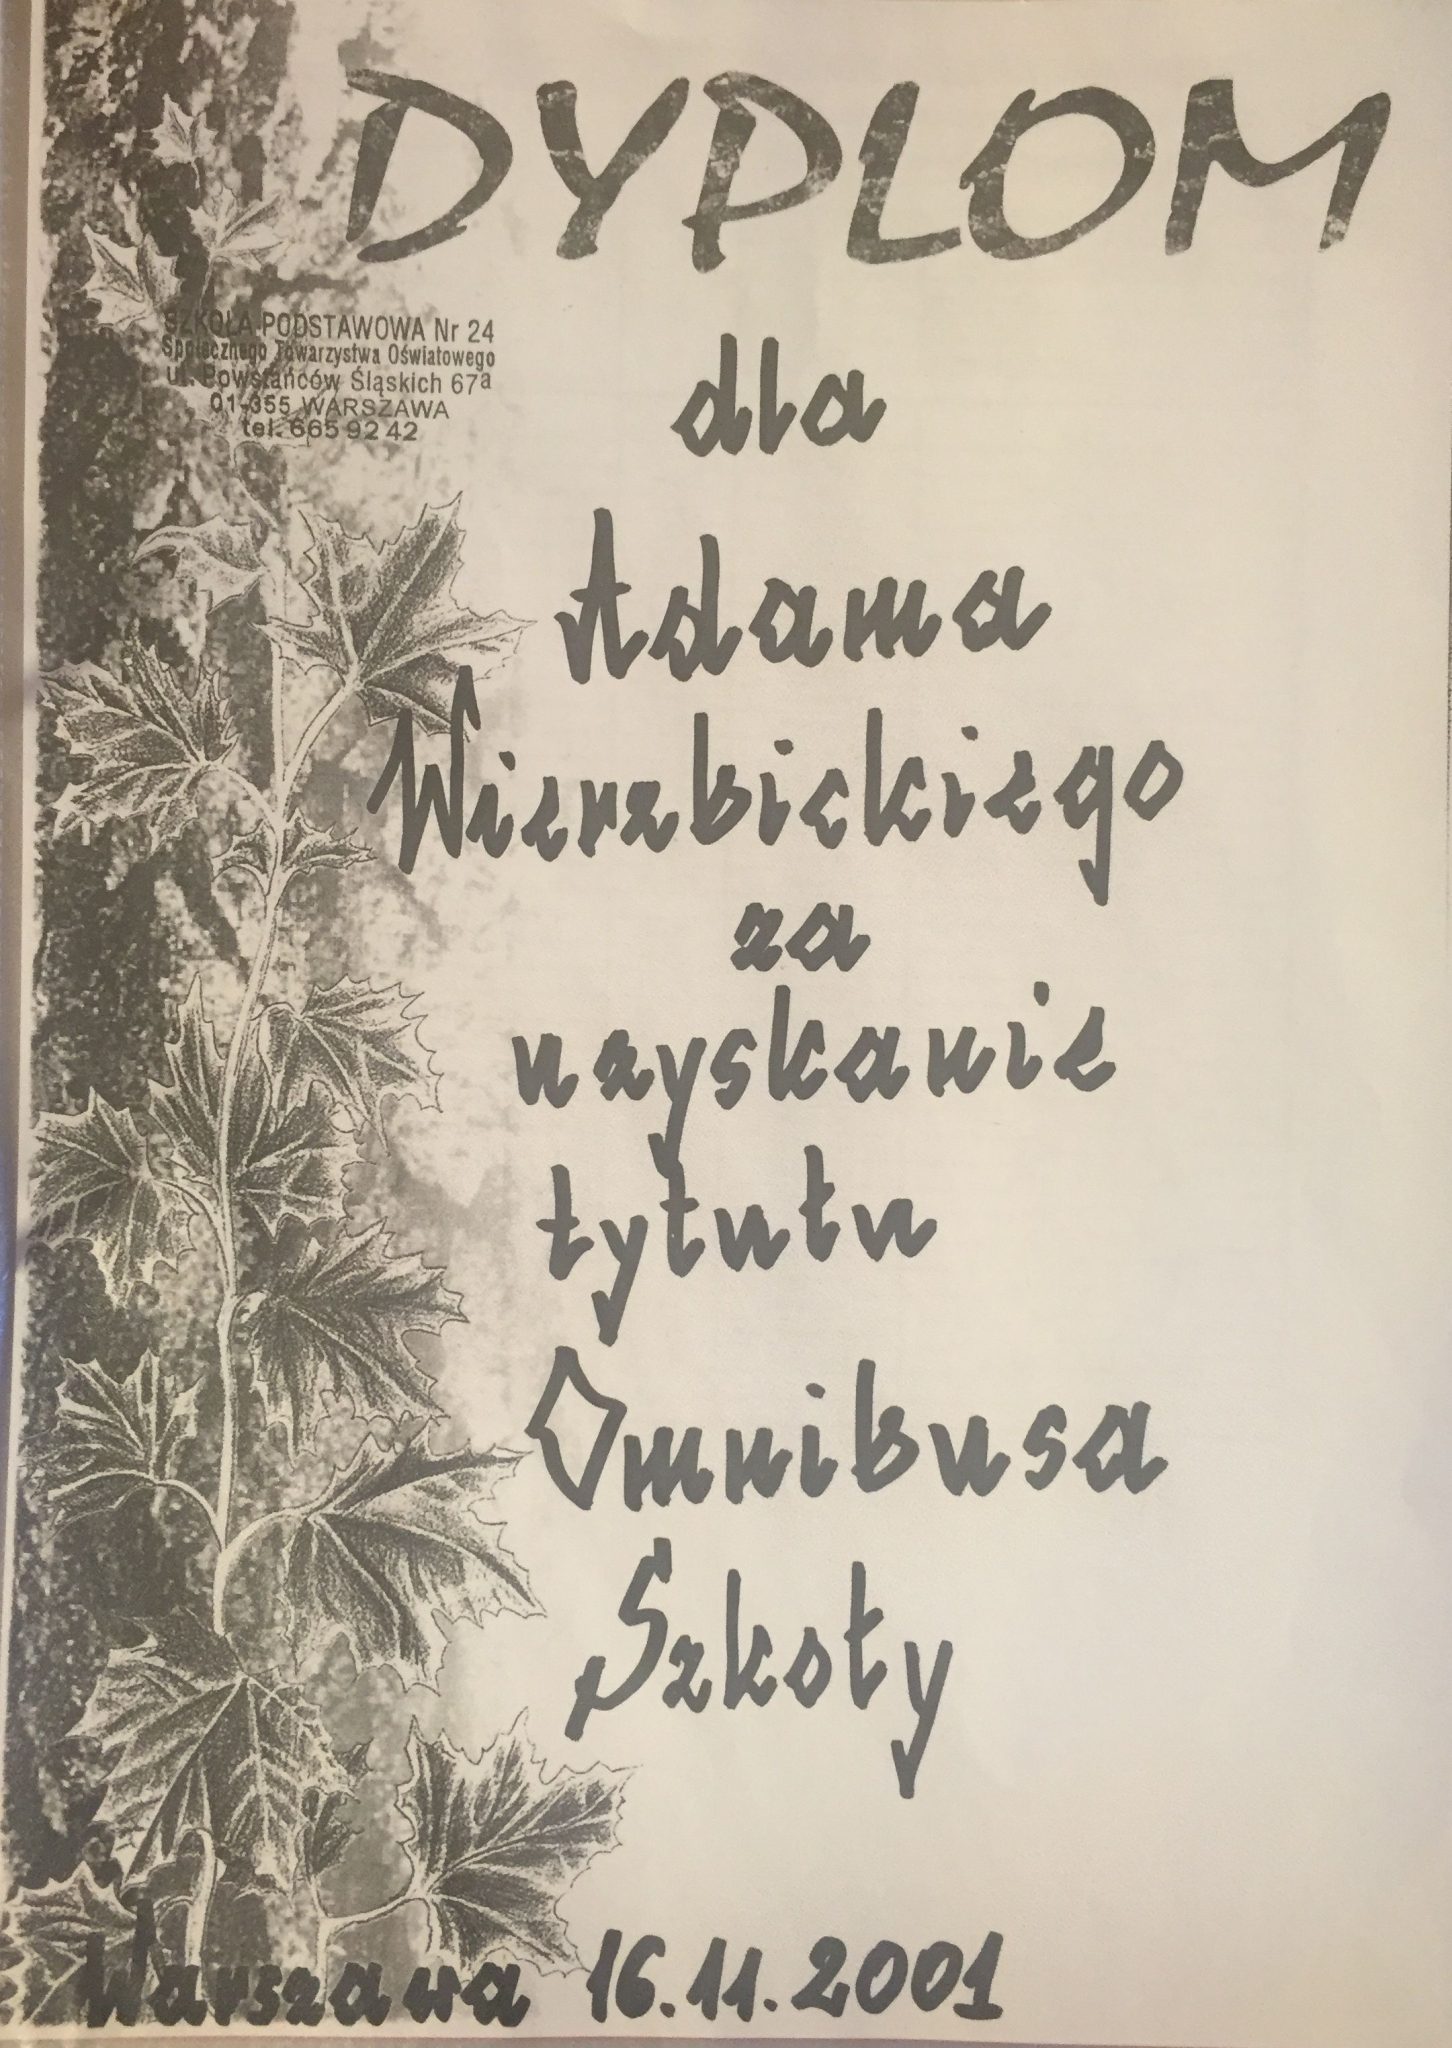 DYPLOM
SZKOŁA PODSTAWOWA Nr 24
Społecznego Towarzystwa Oświatowego
ul. Powstańców Śląskich 67a
01-355 WARSZAWA
tel. 665 92 42
dla
Adama
Wierzbickiego
za
uzyskanie
tytułu
Omnibusa
Szkoły
Warszawa 16.11.2001